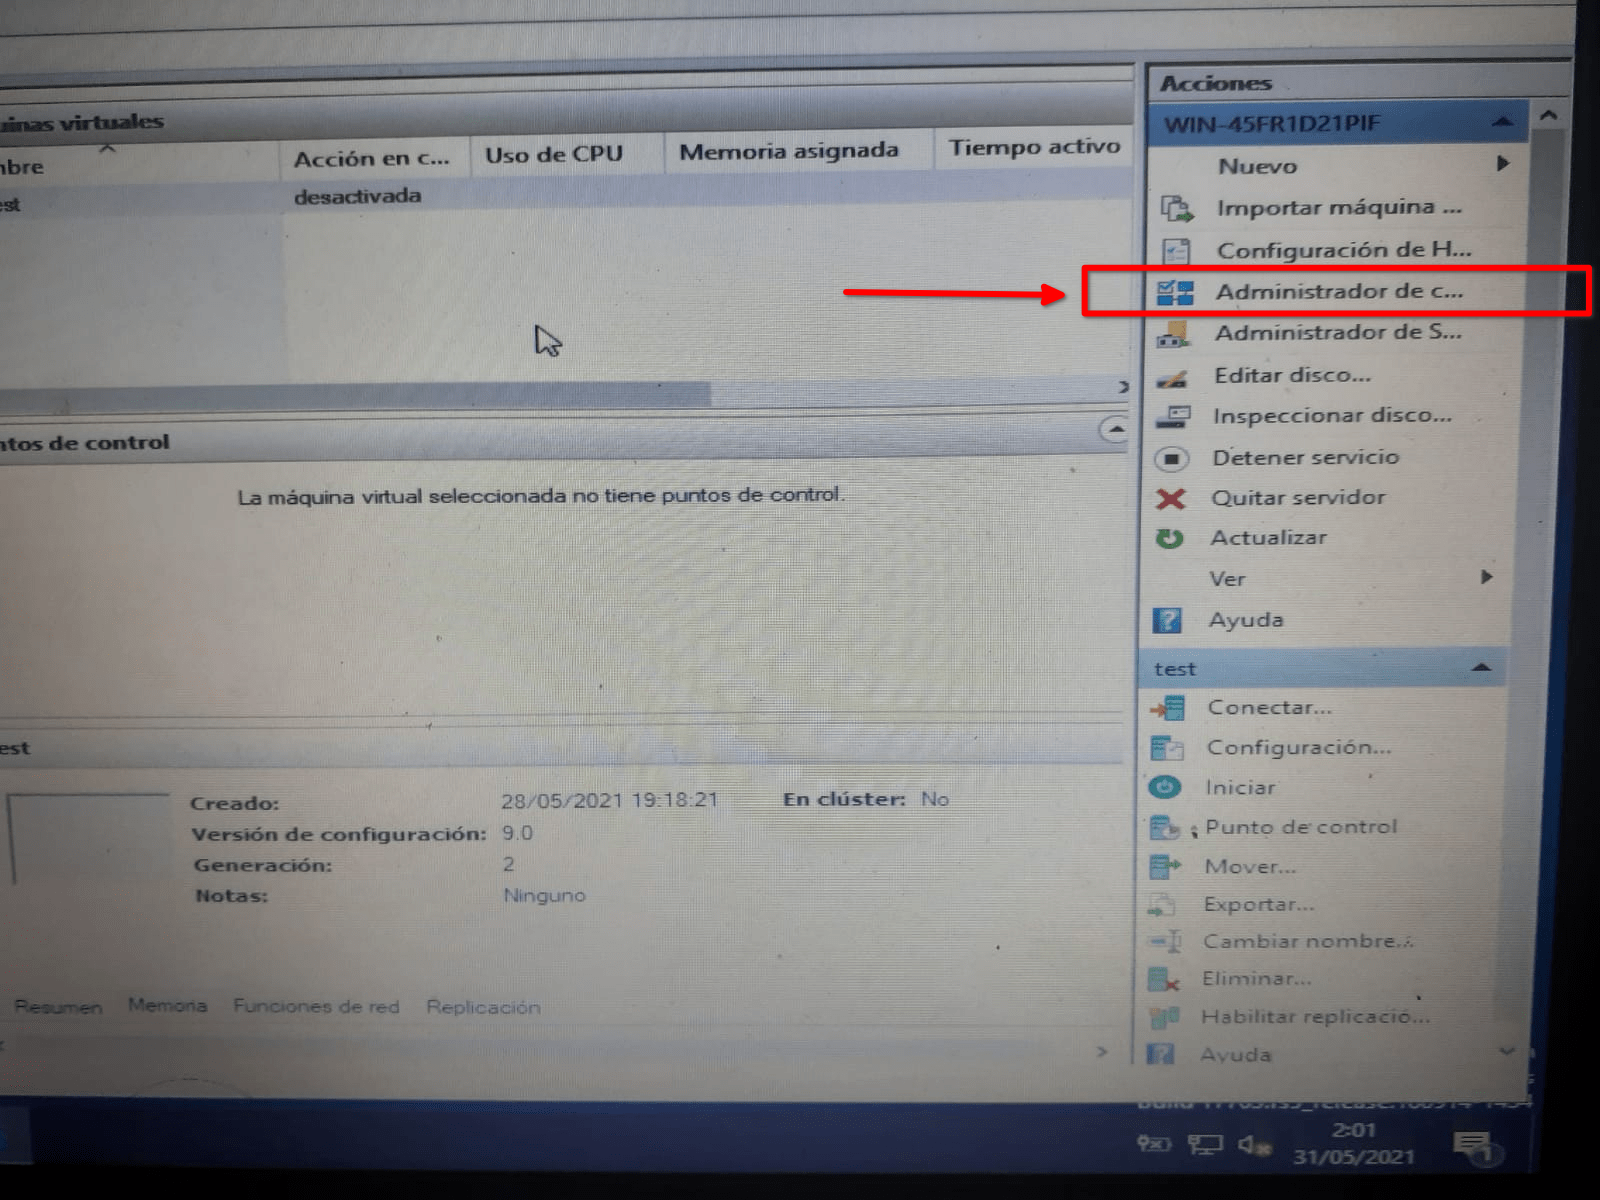 Acciones
uinas virtuales
WIN-45FR1D21PIF
nbre Acción en c... Uso de CPU Memoria asignada Tiempo activo
est desactivada
Nuevo
Importar máquina ...
Configuración de H...
Administrador de c...
Administrador de S...
Editar disco...
Inspeccionar disco...
Detener servicio
Quitar servidor
Actualizar
Ver
Ayuda
ntos de control
La máquina virtual seleccionada no tiene puntos de control.
test
Conectar...
Configuración...
Iniciar
Punto de control
Mover...
Exportar...
Cambiar nombre...
Eliminar...
Habilitar replicació...
Ayuda
est
Creado: 28/05/2021 19:18:21 En clúster: No
Versión de configuración: 9.0
Generación: 2
Notas: Ninguno
Resumen Memoria Funciones de red Replicación
2:01
31/05/2021
1